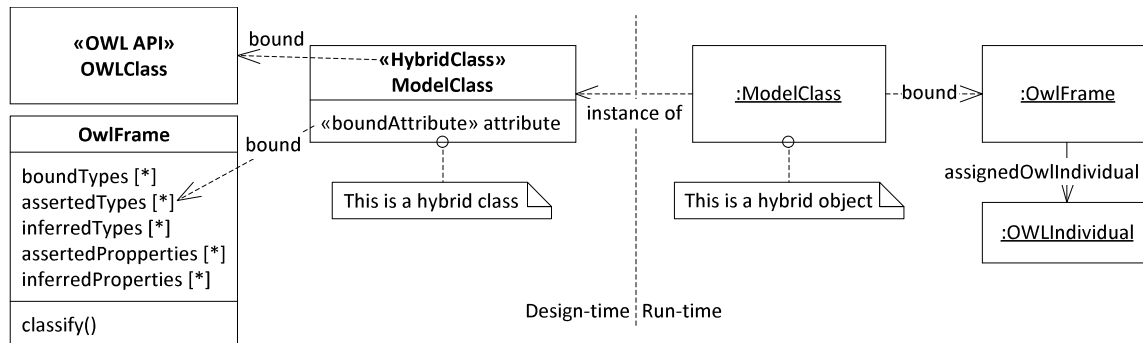 «OWL API»
OWLClass
bound
«HybridClass»
ModelClass
«boundAttribute» attribute
bound
OwlFrame
boundTypes [*]
assertedTypes [*]
inferredTypes [*]
assertedPropperties [*]
inferredProperties [*]
classify()
This is a hybrid class
instance of
:ModelClass
This is a hybrid object
bound
:OwlFrame
assignedOwlIndividual
:OWLIndividual
Design-time
Run-time